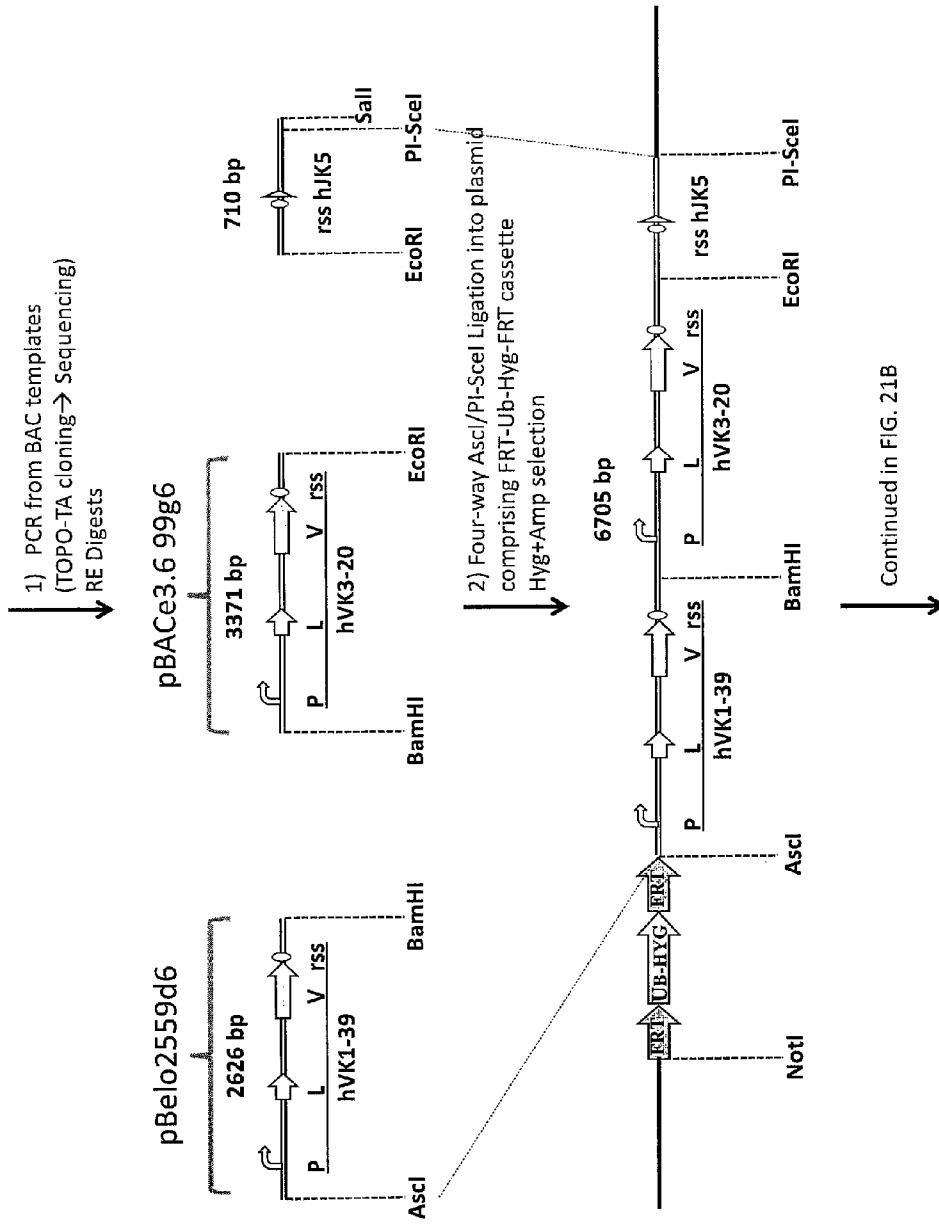 1) PCR from BAC templates
(TOPO-TA cloning→ Sequencing)
RE Digests
pBelo2559d6
2626 bp
P L V rss
hVK1-39
AscI
BamHI
pBACe3.6 99g6
3371 bp
P L V rss
hVK3-20
BamHI
EcoRI
710 bp
rss hJK5
EcoRI
PI-SceI
SalI
2) Four-way AscI/PI-SceI Ligation into plasmid
comprising FRT-Ub-Hyg-FRT cassette
Hyg+Amp selection
6705 bp
FRT
UB-HYG
FRT
P L V rss
hVK1-39
P L V rss
hVK3-20
rss hJK5
NotI
AscI
BamHI
EcoRI
PI-SceI
Continued in FIG. 21B